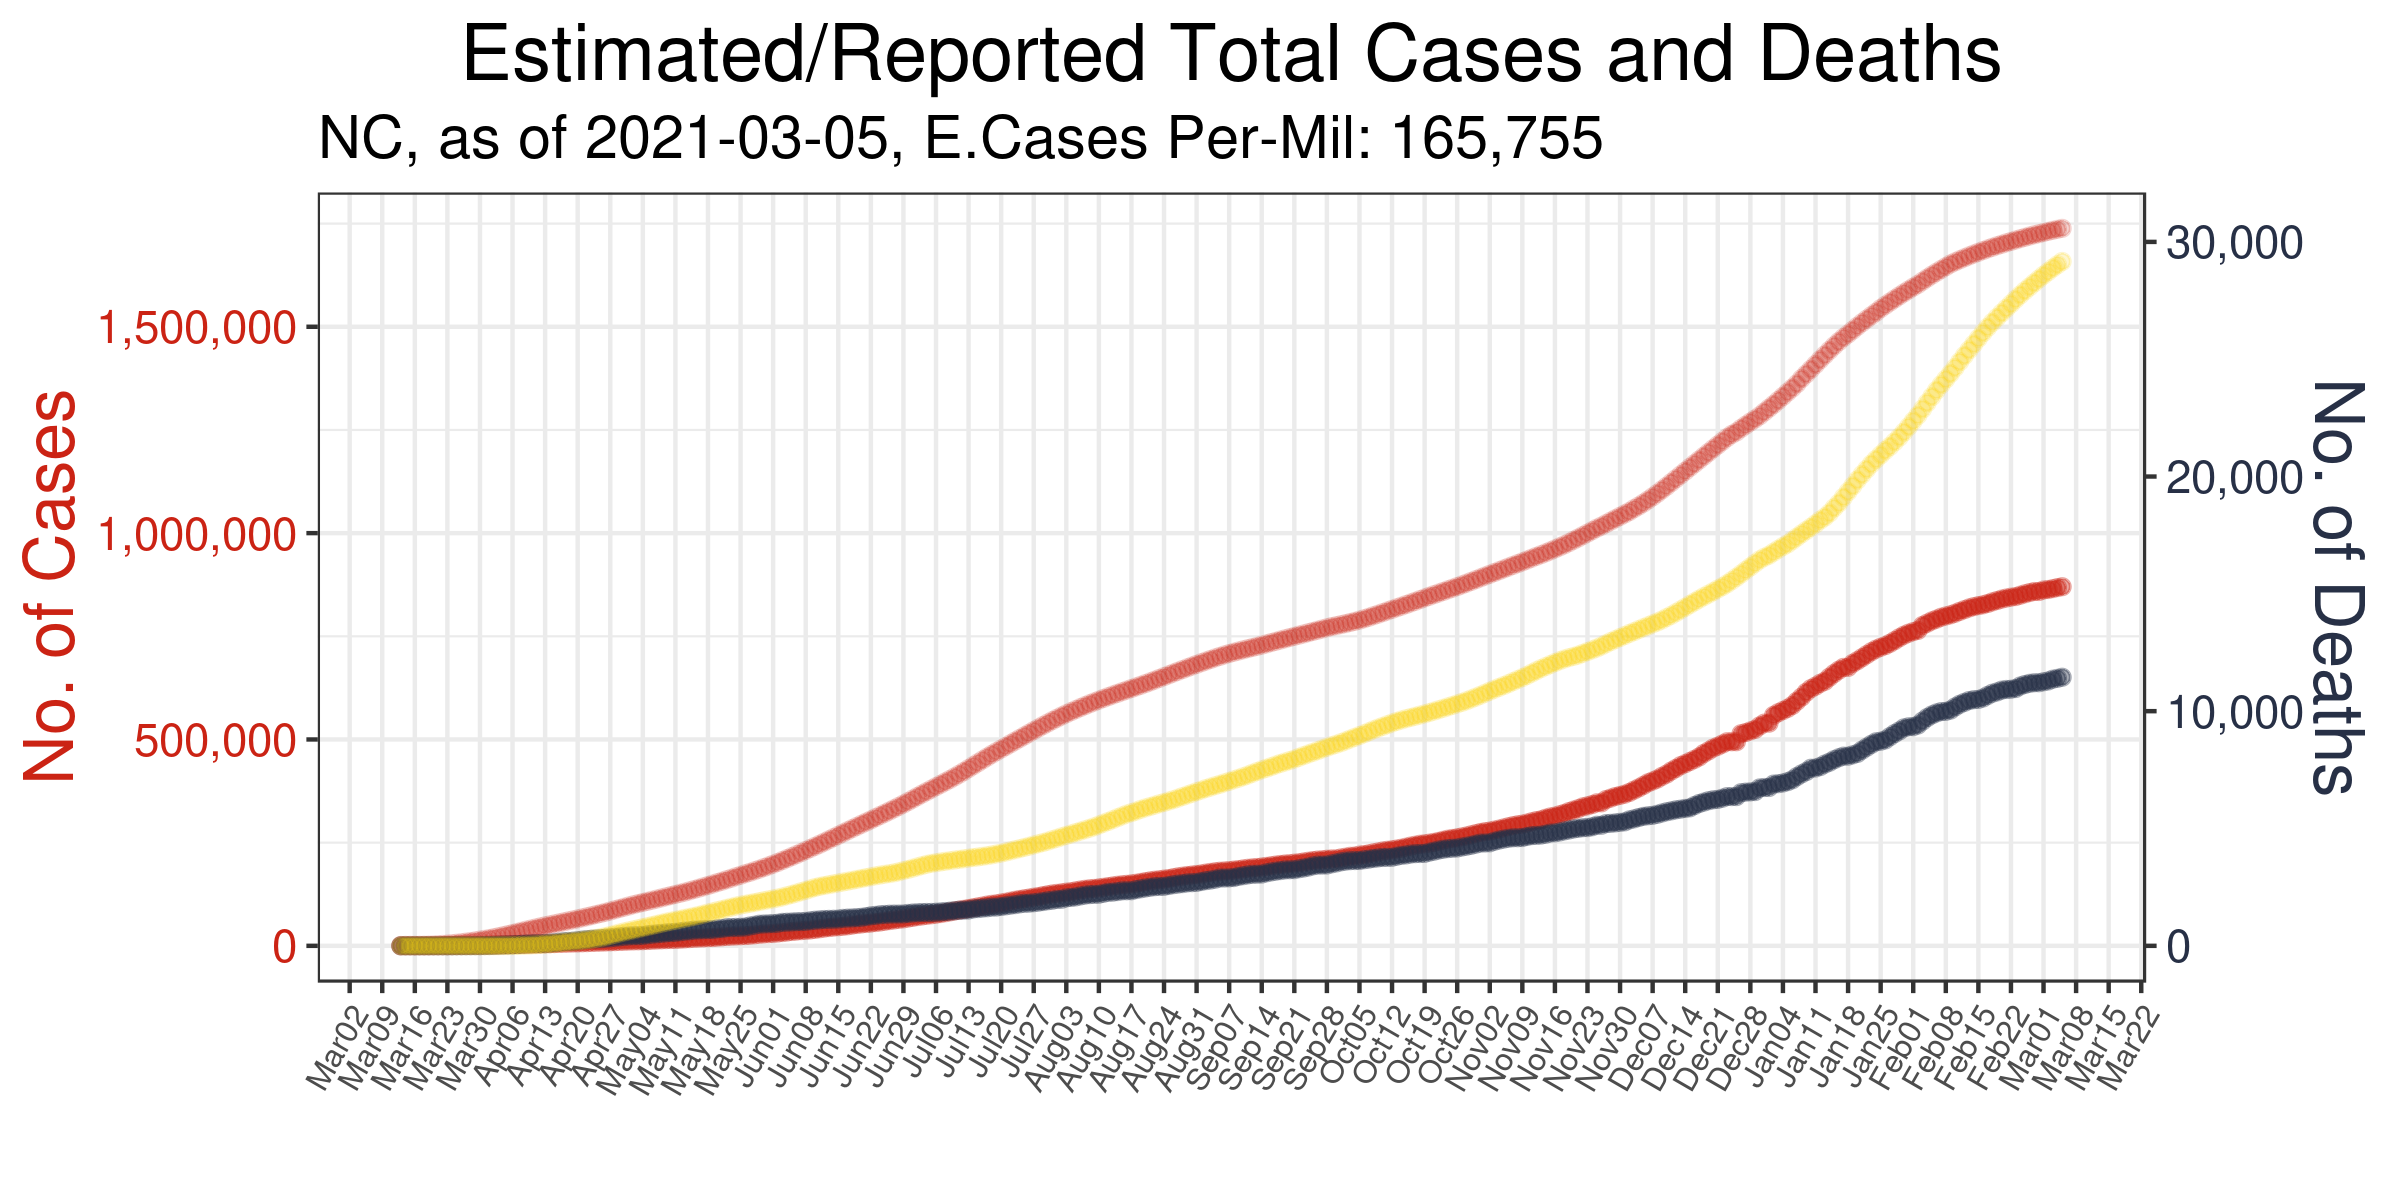 Estimated/Reported Total Cases and Deaths
NC, as of 2021-03-05, E.Cases Per-Mil: 165,755
No. of Cases
1,500,000
1,000,000
500,000
0
30,000
20,000
10,000
0
No. of Deaths
Mar02
Mar09
Mar16
Mar23
Mar30
Apr06
Apr13
Apr20
Apr27
May04
May11
May18
May25
Jun01
Jun08
Jun15
Jun22
Jun29
Jul06
Jul13
Jul20
Jul27
Aug03
Aug10
Aug17
Aug24
Aug31
Sep07
Sep14
Sep21
Sep28
Oct05
Oct12
Oct19
Oct26
Nov02
Nov09
Nov16
Nov23
Nov30
Dec07
Dec14
Dec21
Dec28
Jan04
Jan11
Jan18
Jan25
Feb01
Feb08
Feb15
Feb22
Mar01
Mar08
Mar15
Mar22